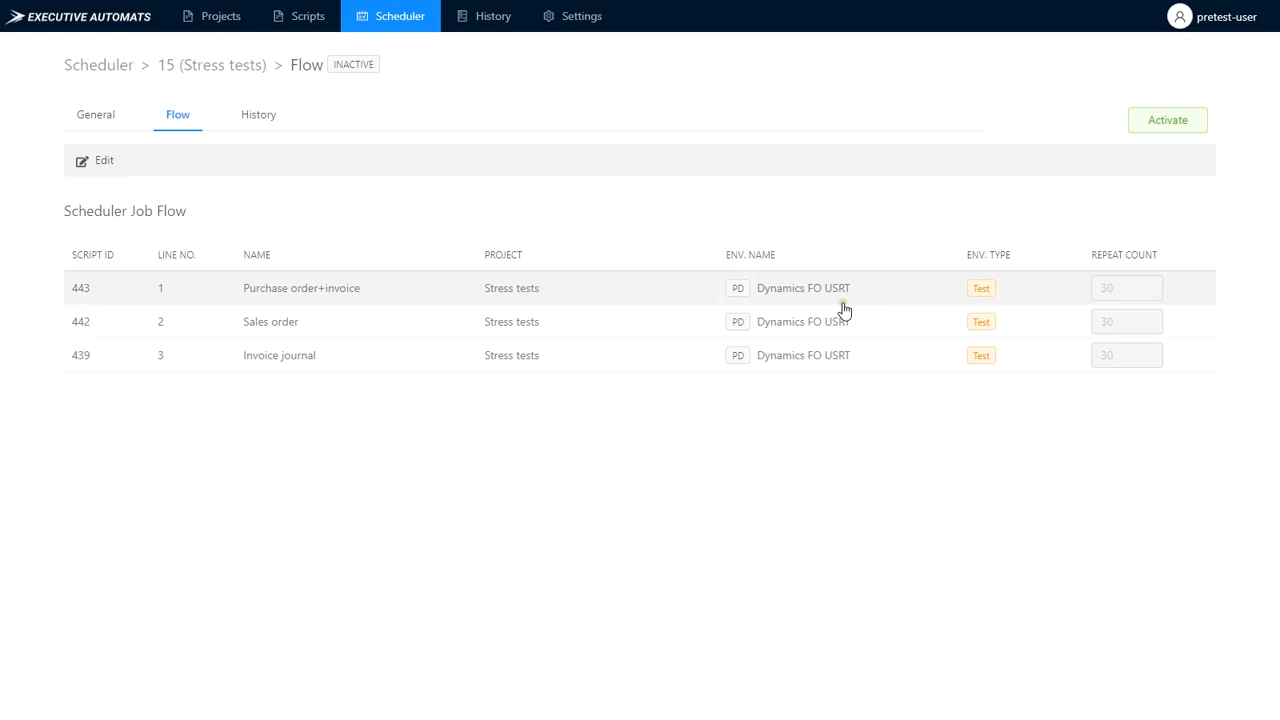 EXECUTIVE AUTOMATS Projects Scripts Scheduler History Settings pretest-user
Scheduler > 15 (Stress tests) > Flow INACTIVE
General Flow History Activate
Edit
Scheduler Job Flow
SCRIPT ID LINE NO. NAME PROJECT ENV. NAME ENV. TYPE REPEAT COUNT
443 1 Purchase order+invoice Stress tests PD Dynamics FO USRT Test 30
442 2 Sales order Stress tests PD Dynamics FO USRT Test 30
439 3 Invoice journal Stress tests PD Dynamics FO USRT Test 30